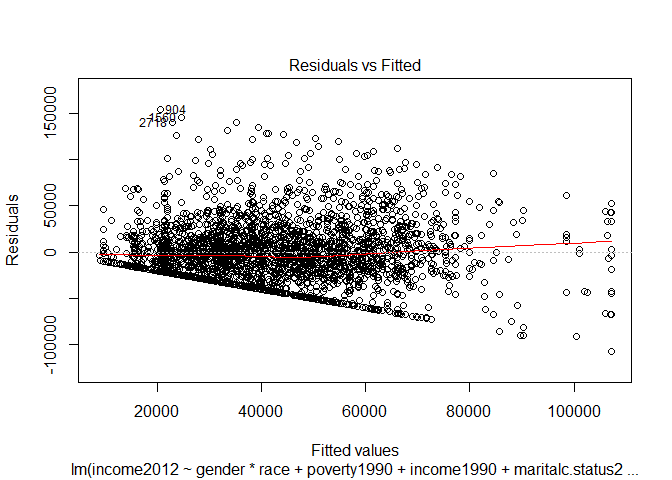 Residuals vs Fitted
Residuals
150000
50000
0
-100000
904
2718
20000 40000 60000 80000 100000
Fitted values
lm(income2012 ~ gender * race + poverty1990 + income1990 + maritalc.status2 ...